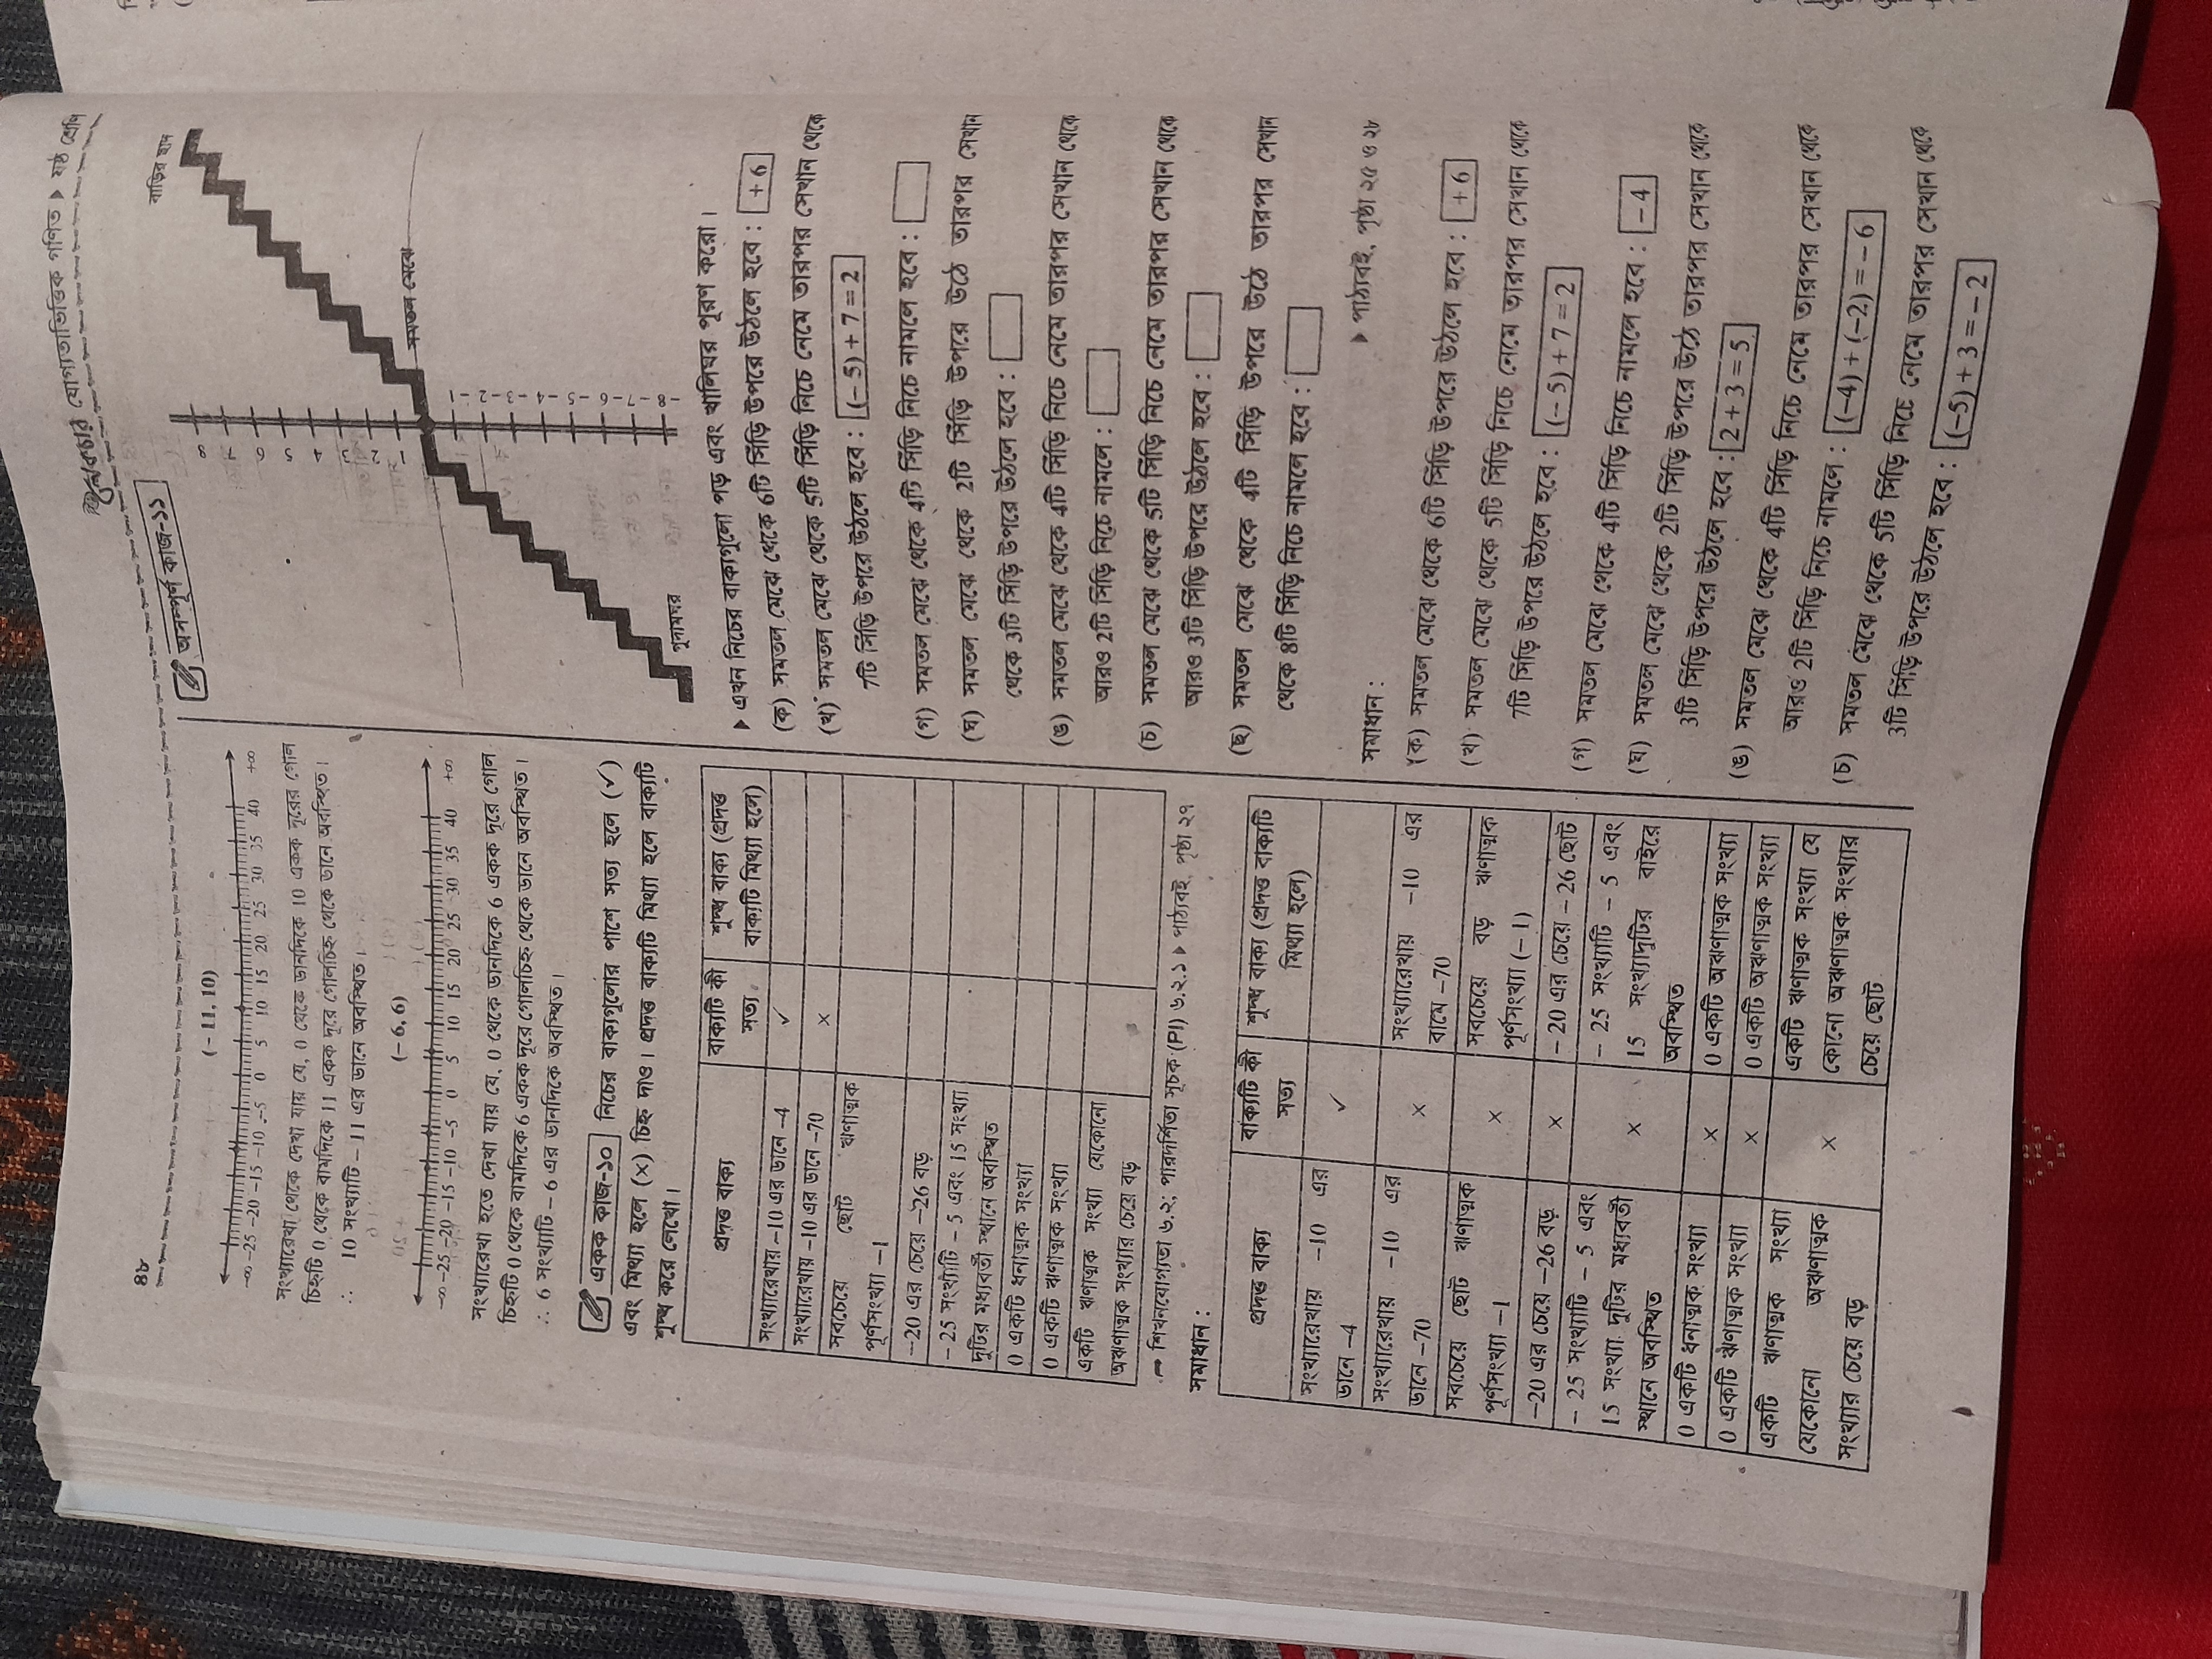 ৪৮
লেকচার যোগ্যতাভিত্তিক গণিত ▶ ষষ্ঠ শ্রেণি
(– 11, 10)
–∞ –25 –20 –15 –10 –5 0 5 10 15 20 25 30 35 40 +∞
সংখ্যারেখা থেকে দেখা যায় যে, 0 থেকে ডানদিকে 10 একক দূরের গোল
চিহ্নটি 0 থেকে বামদিকে 11 একক দূরে গোলচিহ্ন থেকে ডানে অবস্থিত।
∴ 10 সংখ্যাটি – 11 এর ডানে অবস্থিত।
(– 6, 6)
–∞ –25 –20 –15 –10 –5 0 5 10 15 20 25 30 35 40 +∞
সংখ্যারেখা হতে দেখা যায় যে, 0 থেকে ডানদিকে 6 একক দূরে গোল
চিহ্নটি 0 থেকে বামদিকে 6 একক দূরে গোলচিহ্ন থেকে ডানে অবস্থিত।
∴ 6 সংখ্যাটি – 6 এর ডানদিকে অবস্থিত।
একক কাজ-১০ নিচের বাক্যগুলোর পাশে সত্য হলে (✓)
এবং মিথ্যা হলে (×) চিহ্ন দাও। প্রদত্ত বাক্যটি মিথ্যা হলে বাক্যটি
শুদ্ধ করে লেখো।
প্রদত্ত বাক্য
বাক্যটি কী
সত্য
শুদ্ধ বাক্য (প্রদত্ত
বাক্যটি মিথ্যা হলে)
সংখ্যারেখায় –10 এর ডানে –4 ✓
সংখ্যারেখায় –10 এর ডানে –70 ×
সবচেয়ে ছোট ঋণাত্মক
পূর্ণসংখ্যা –1
–20 এর চেয়ে –26 বড়
– 25 সংখ্যাটি – 5 এবং 15 সংখ্যা
দুটির মধ্যবর্তী স্থানে অবস্থিত
0 একটি ধনাত্মক সংখ্যা
0 একটি ঋণাত্মক সংখ্যা
একটি ঋণাত্মক সংখ্যা যেকোনো
অঋণাত্মক সংখ্যার চেয়ে বড়
➡ শিখনযোগ্যতা ৬.২; পারদর্শিতা সূচক (PI) ৬.২.১ ▶ পাঠ্যবই, পৃষ্ঠা ২৭
সমাধান :
প্রদত্ত বাক্য
বাক্যটি কী
সত্য
শুদ্ধ বাক্য (প্রদত্ত বাক্যটি
মিথ্যা হলে)
সংখ্যারেখায় –10 এর
ডানে –4
✓
সংখ্যারেখায় –10 এর
ডানে –70
×
সংখ্যারেখায় –10 এর
বামে –70
সবচেয়ে ছোট ঋণাত্মক
পূর্ণসংখ্যা –1
×
সবচেয়ে বড় ঋণাত্মক
পূর্ণসংখ্যা (– 1)
–20 এর চেয়ে –26 বড় × – 20 এর চেয়ে – 26 ছোট
– 25 সংখ্যাটি – 5 এবং
15 সংখ্যা দুটির মধ্যবর্তী
স্থানে অবস্থিত
×
– 25 সংখ্যাটি – 5 এবং
15 সংখ্যাদুটির বাইরে
অবস্থিত
0 একটি ধনাত্মক সংখ্যা × 0 একটি অঋণাত্মক সংখ্যা
0 একটি ঋণাত্মক সংখ্যা × 0 একটি অঋণাত্মক সংখ্যা
একটি ঋণাত্মক সংখ্যা
যেকোনো অঋণাত্মক
সংখ্যার চেয়ে বড়
×
একটি ঋণাত্মক সংখ্যা যে
কোনো অঋণাত্মক সংখ্যার
চেয়ে ছোট
অসম্পূর্ণ কাজ-১১
বাড়ির ছাদ
8
7
6
5
4
3
2
1
সমতল মেঝে
–1
–2
–3
–4
–5
–6
–7
–8
গুদামঘর
▶ এখন নিচের বাক্যগুলো পড় এবং খালিঘর পূরণ করো।
(ক) সমতল মেঝে থেকে 6টি সিঁড়ি উপরে উঠলে হবে : + 6
(খ) সমতল মেঝে থেকে 5টি সিঁড়ি নিচে নেমে তারপর সেখান থেকে
7টি সিঁড়ি উপরে উঠলে হবে : (– 5) + 7 = 2
(গ) সমতল মেঝে থেকে 4টি সিঁড়ি নিচে নামলে হবে :
(ঘ) সমতল মেঝে থেকে 2টি সিঁড়ি উপরে উঠে তারপর সেখান
থেকে 3টি সিঁড়ি উপরে উঠলে হবে :
(ঙ) সমতল মেঝে থেকে 4টি সিঁড়ি নিচে নেমে তারপর সেখান থেকে
আরও 2টি সিঁড়ি নিচে নামলে :
(চ) সমতল মেঝে থেকে 5টি সিঁড়ি নিচে নেমে তারপর সেখান থেকে
আরও 3টি সিঁড়ি উপরে উঠলে হবে :
(ছ) সমতল মেঝে থেকে 4টি সিঁড়ি উপরে উঠে তারপর সেখান
থেকে 8টি সিঁড়ি নিচে নামলে হবে :
▶ পাঠ্যবই, পৃষ্ঠা ২৫ ও ২৮
সমাধান :
(ক) সমতল মেঝে থেকে 6টি সিঁড়ি উপরে উঠলে হবে : + 6
(খ) সমতল মেঝে থেকে 5টি সিঁড়ি নিচে নেমে তারপর সেখান থেকে
7টি সিঁড়ি উপরে উঠলে হবে : (– 5) + 7 = 2
(গ) সমতল মেঝে থেকে 4টি সিঁড়ি নিচে নামলে হবে : – 4
(ঘ) সমতল মেঝে থেকে 2টি সিঁড়ি উপরে উঠে তারপর সেখান থেকে
3টি সিঁড়ি উপরে উঠলে হবে : 2 + 3 = 5
(ঙ) সমতল মেঝে থেকে 4টি সিঁড়ি নিচে নেমে তারপর সেখান থেকে
আরও 2টি সিঁড়ি নিচে নামলে : (–4) + (–2) = – 6
(চ) সমতল মেঝে থেকে 5টি সিঁড়ি নিচে নেমে তারপর সেখান থেকে
3টি সিঁড়ি উপরে উঠলে হবে : (–5) + 3 = – 2